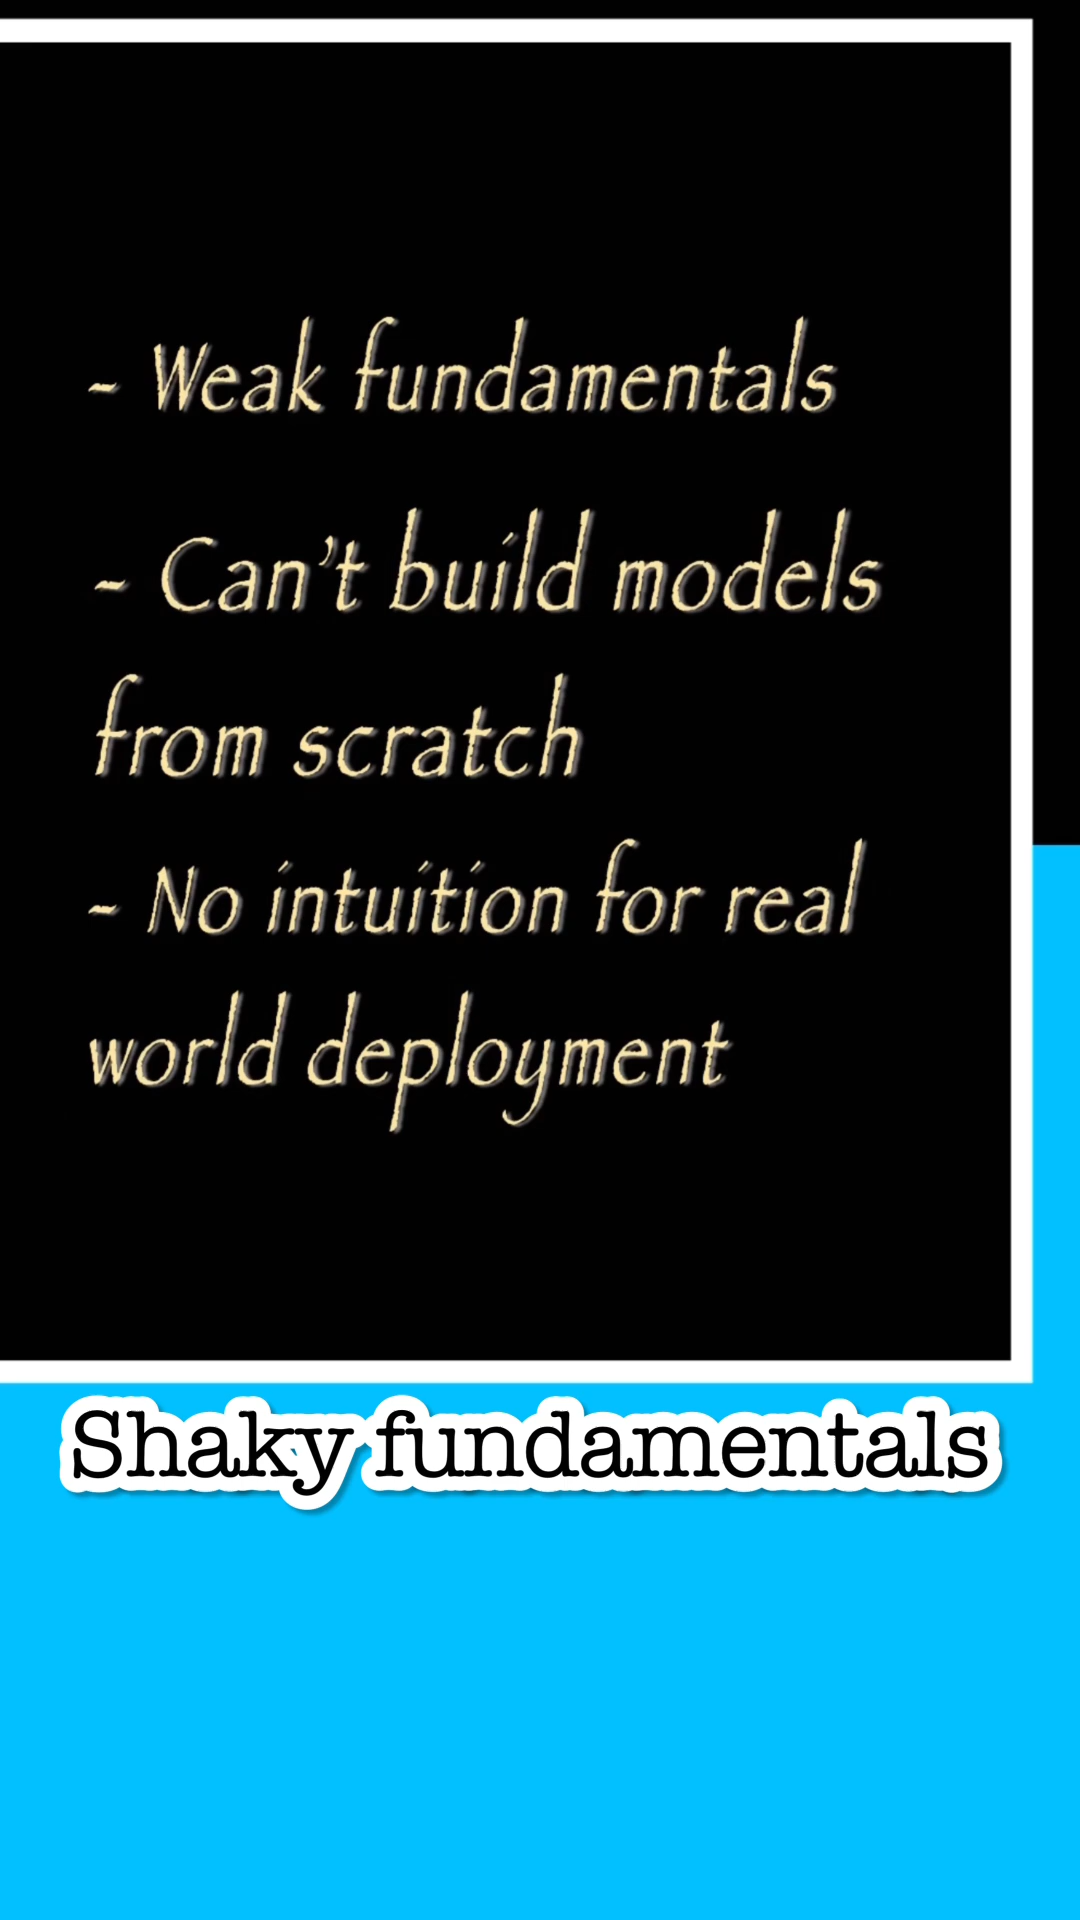 - Weak fundamentals
- Can't build models
from scratch
- No intuition for real
world deployment
Shaky fundamentals